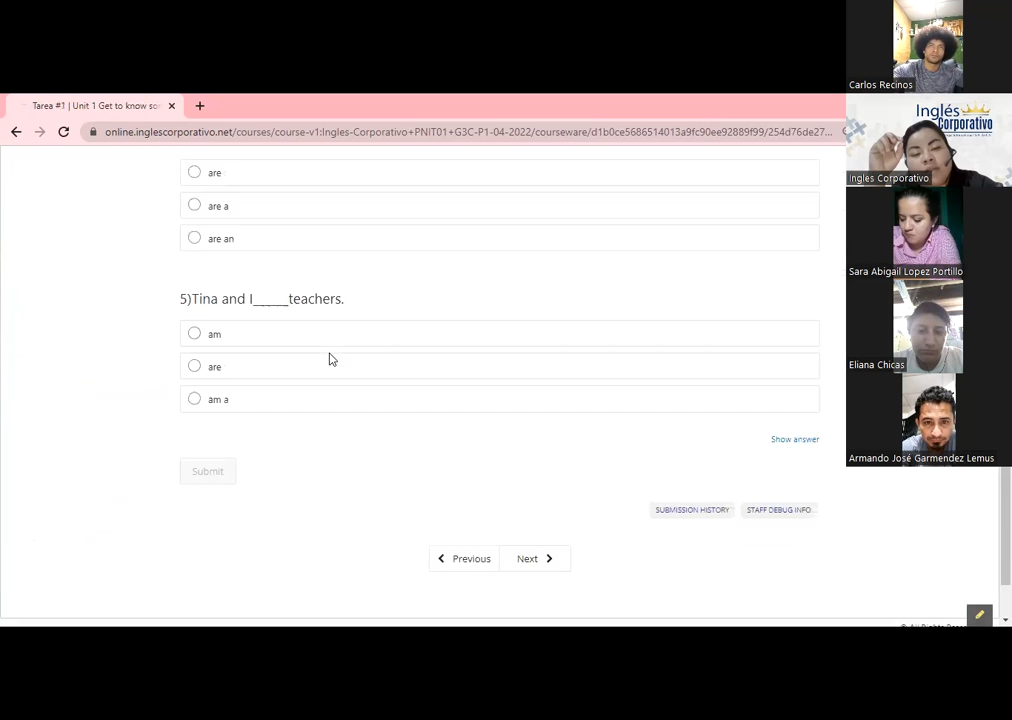 Tarea #1 | Unit 1 Get to know so
online.inglescorporativo.net/courses/course-v1:Ingles-Corporativo+PNIT01+G3C-P1-04-2022/courseware/d1b0ce5686514013a9fc90ee92889f99/254d76de27...
are
are a
are an
5)Tina and I_____teachers.
am
are
am a
Show answer
Submit
SUBMISSION HISTORY
STAFF DEBUG INFO
Previous
Next
Carlos Recinos
Inglés
Corporativo
Ingles Corporativo
Sara Abigail Lopez Portillo
Eliana Chicas
Armando José Garmendez Lemus